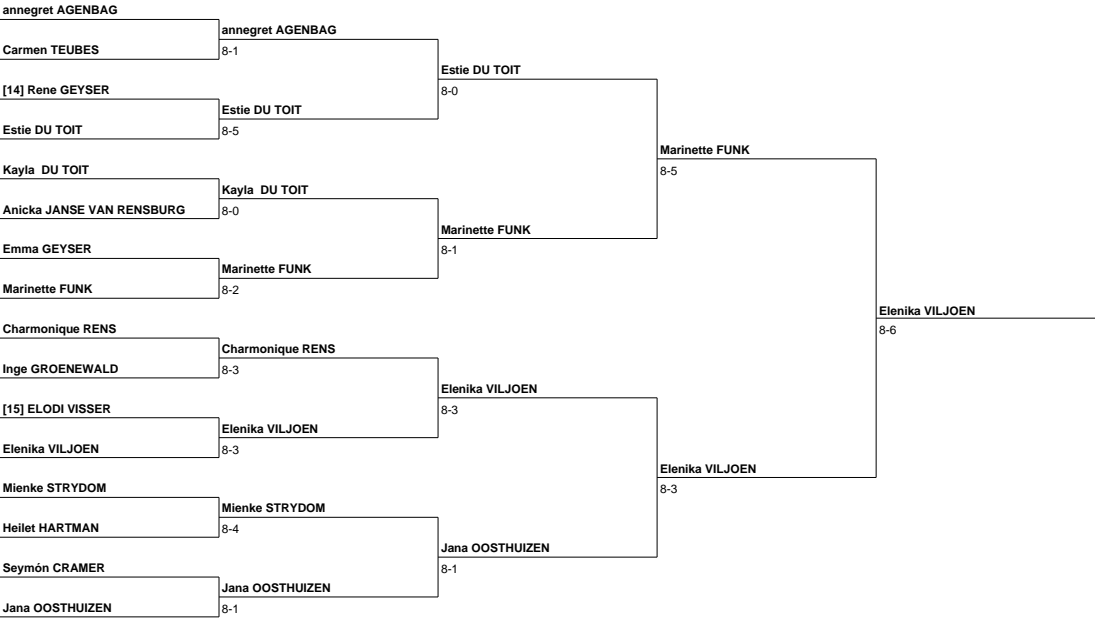 annegret AGENBAG
Carmen TEUBES
[14] Rene GEYSER
Estie DU TOIT
Kayla  DU TOIT
Anicka JANSE VAN RENSBURG
Emma GEYSER
Marinette FUNK
Charmonique RENS
Inge GROENEWALD
[15] ELODI VISSER
Elenika VILJOEN
Mienke STRYDOM
Heilet HARTMAN
Seymón CRAMER
Jana OOSTHUIZEN
annegret AGENBAG
8-1
Estie DU TOIT
8-5
Kayla  DU TOIT
8-0
Marinette FUNK
8-2
Charmonique RENS
8-3
Elenika VILJOEN
8-3
Mienke STRYDOM
8-4
Jana OOSTHUIZEN
8-1
Estie DU TOIT
8-0
Marinette FUNK
8-1
Elenika VILJOEN
8-3
Jana OOSTHUIZEN
8-1
Marinette FUNK
8-5
Elenika VILJOEN
8-3
Elenika VILJOEN
8-6